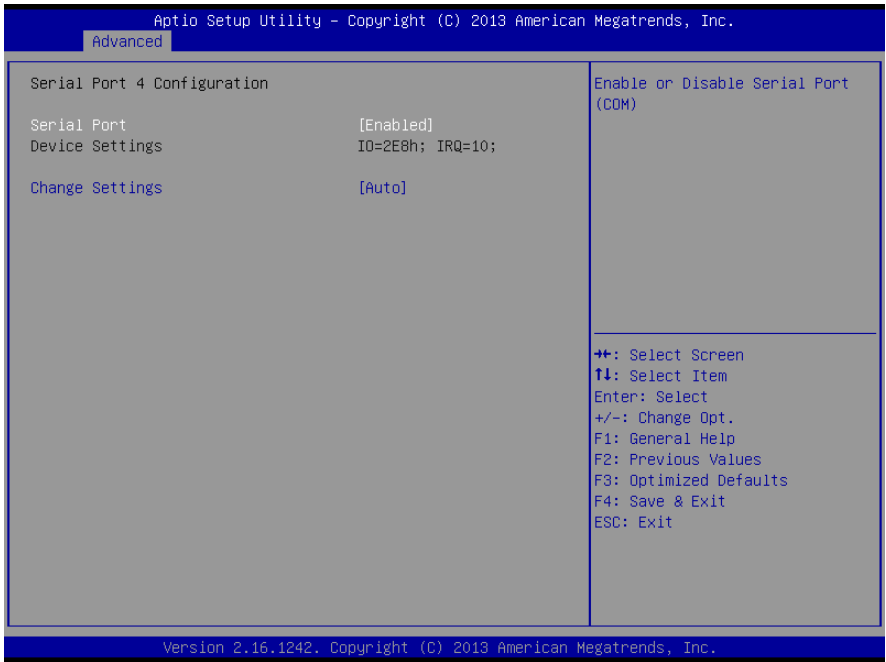 Aptio Setup Utility – Copyright (C) 2013 American Megatrends, Inc.
Advanced
Serial Port 4 Configuration
Serial Port [Enabled]
Device Settings IO=2E8h; IRQ=10;
Change Settings [Auto]
Enable or Disable Serial Port
(COM)
→←: Select Screen
↑↓: Select Item
Enter: Select
+/-: Change Opt.
F1: General Help
F2: Previous Values
F3: Optimized Defaults
F4: Save & Exit
ESC: Exit
Version 2.16.1242. Copyright (C) 2013 American Megatrends, Inc.